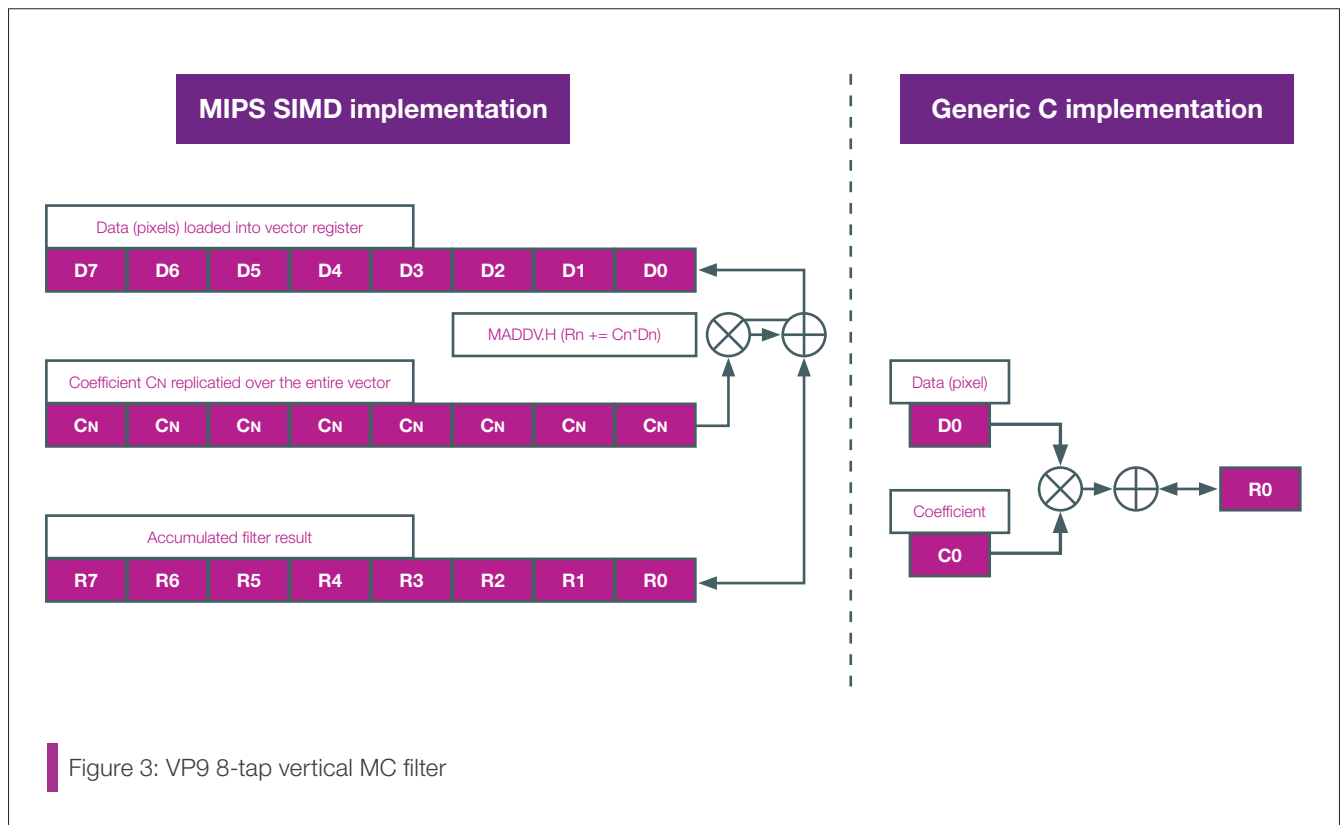 MIPS SIMD implementation
Data (pixels) loaded into vector register
D7 D6 D5 D4 D3 D2 D1 D0
MADDV.H (Rn += Cn*Dn)
Coefficient CN replicatied over the entire vector
CN CN CN CN CN CN CN CN
Accumulated filter result
R7 R6 R5 R4 R3 R2 R1 R0
Generic C implementation
Data (pixel)
D0
Coefficient
C0
R0
Figure 3: VP9 8-tap vertical MC filter